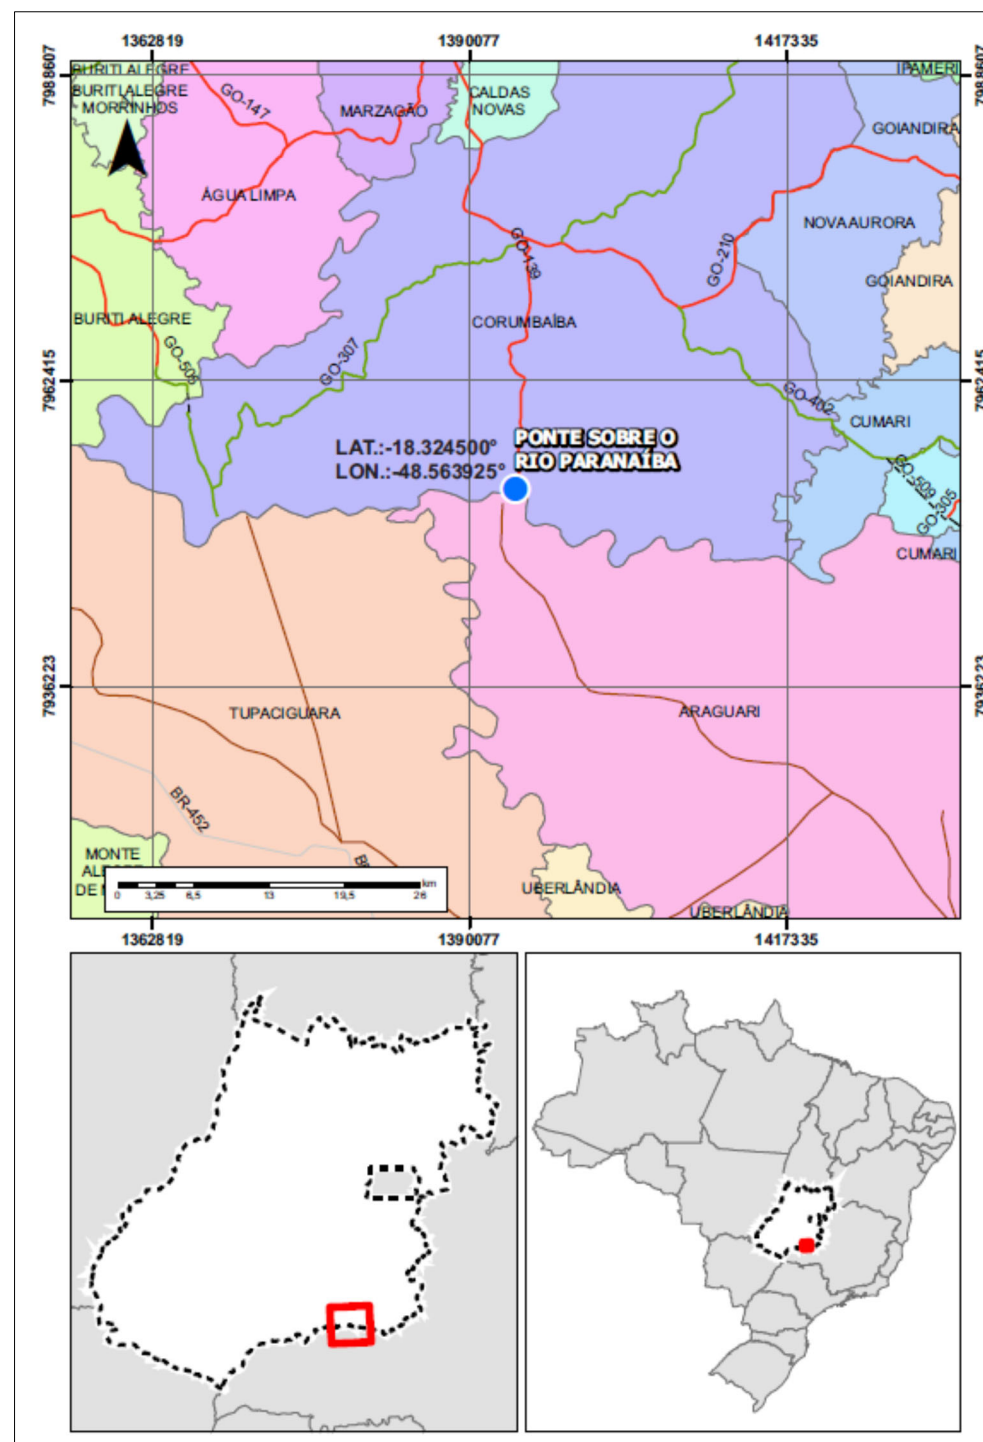 1362819
1390077
1417335
7988607
7988607
BURITI ALEGRE
BURITI ALEGRE
MORRINHOS
GO-147
MARZAGÃO
CALDAS
NOVAS
IPAMERI
GOIANDIRA
ÁGUA LIMPA
NOVA AURORA
GO-139
GO-210
GOIANDIRA
BURITI ALEGRE
CORUMBAÍBA
GO-307
7962415
7962415
GO-402
CUMARI
LAT.:-18.324500°
LON.:-48.563925°
PONTE SOBRE O
RIO PARANAÍBA
GO-509
GO-305
CUMARI
7936223
7936223
TUPACIGUARA
ARAGUARI
BR-452
MONTE
UBERLÂNDIA
UBERLÂNDIA
km
0
3,25
6,5
13
19,5
26
1362819
1390077
1417335